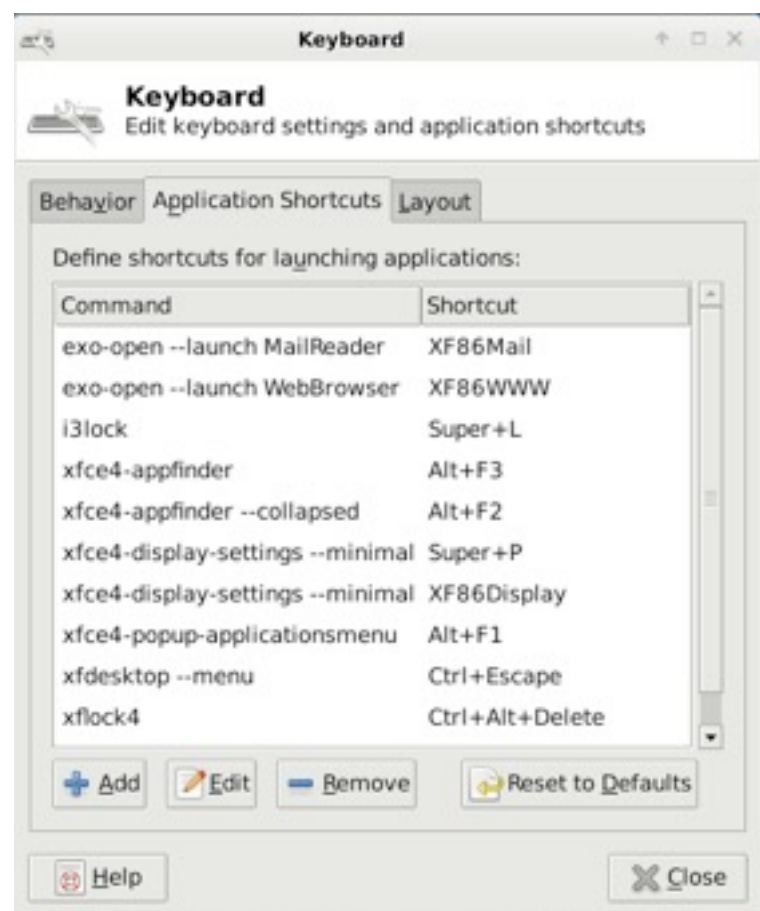 Keyboard
Keyboard
Edit keyboard settings and application shortcuts
Behavior Application Shortcuts Layout
Define shortcuts for launching applications:
Command Shortcut
exo-open --launch MailReader XF86Mail
exo-open --launch WebBrowser XF86WWW
i3lock Super+L
xfce4-appfinder Alt+F3
xfce4-appfinder --collapsed Alt+F2
xfce4-display-settings --minimal Super+P
xfce4-display-settings --minimal XF86Display
xfce4-popup-applicationsmenu Alt+F1
xfdesktop --menu Ctrl+Escape
xflock4 Ctrl+Alt+Delete
Add Edit Remove Reset to Defaults
Help Close